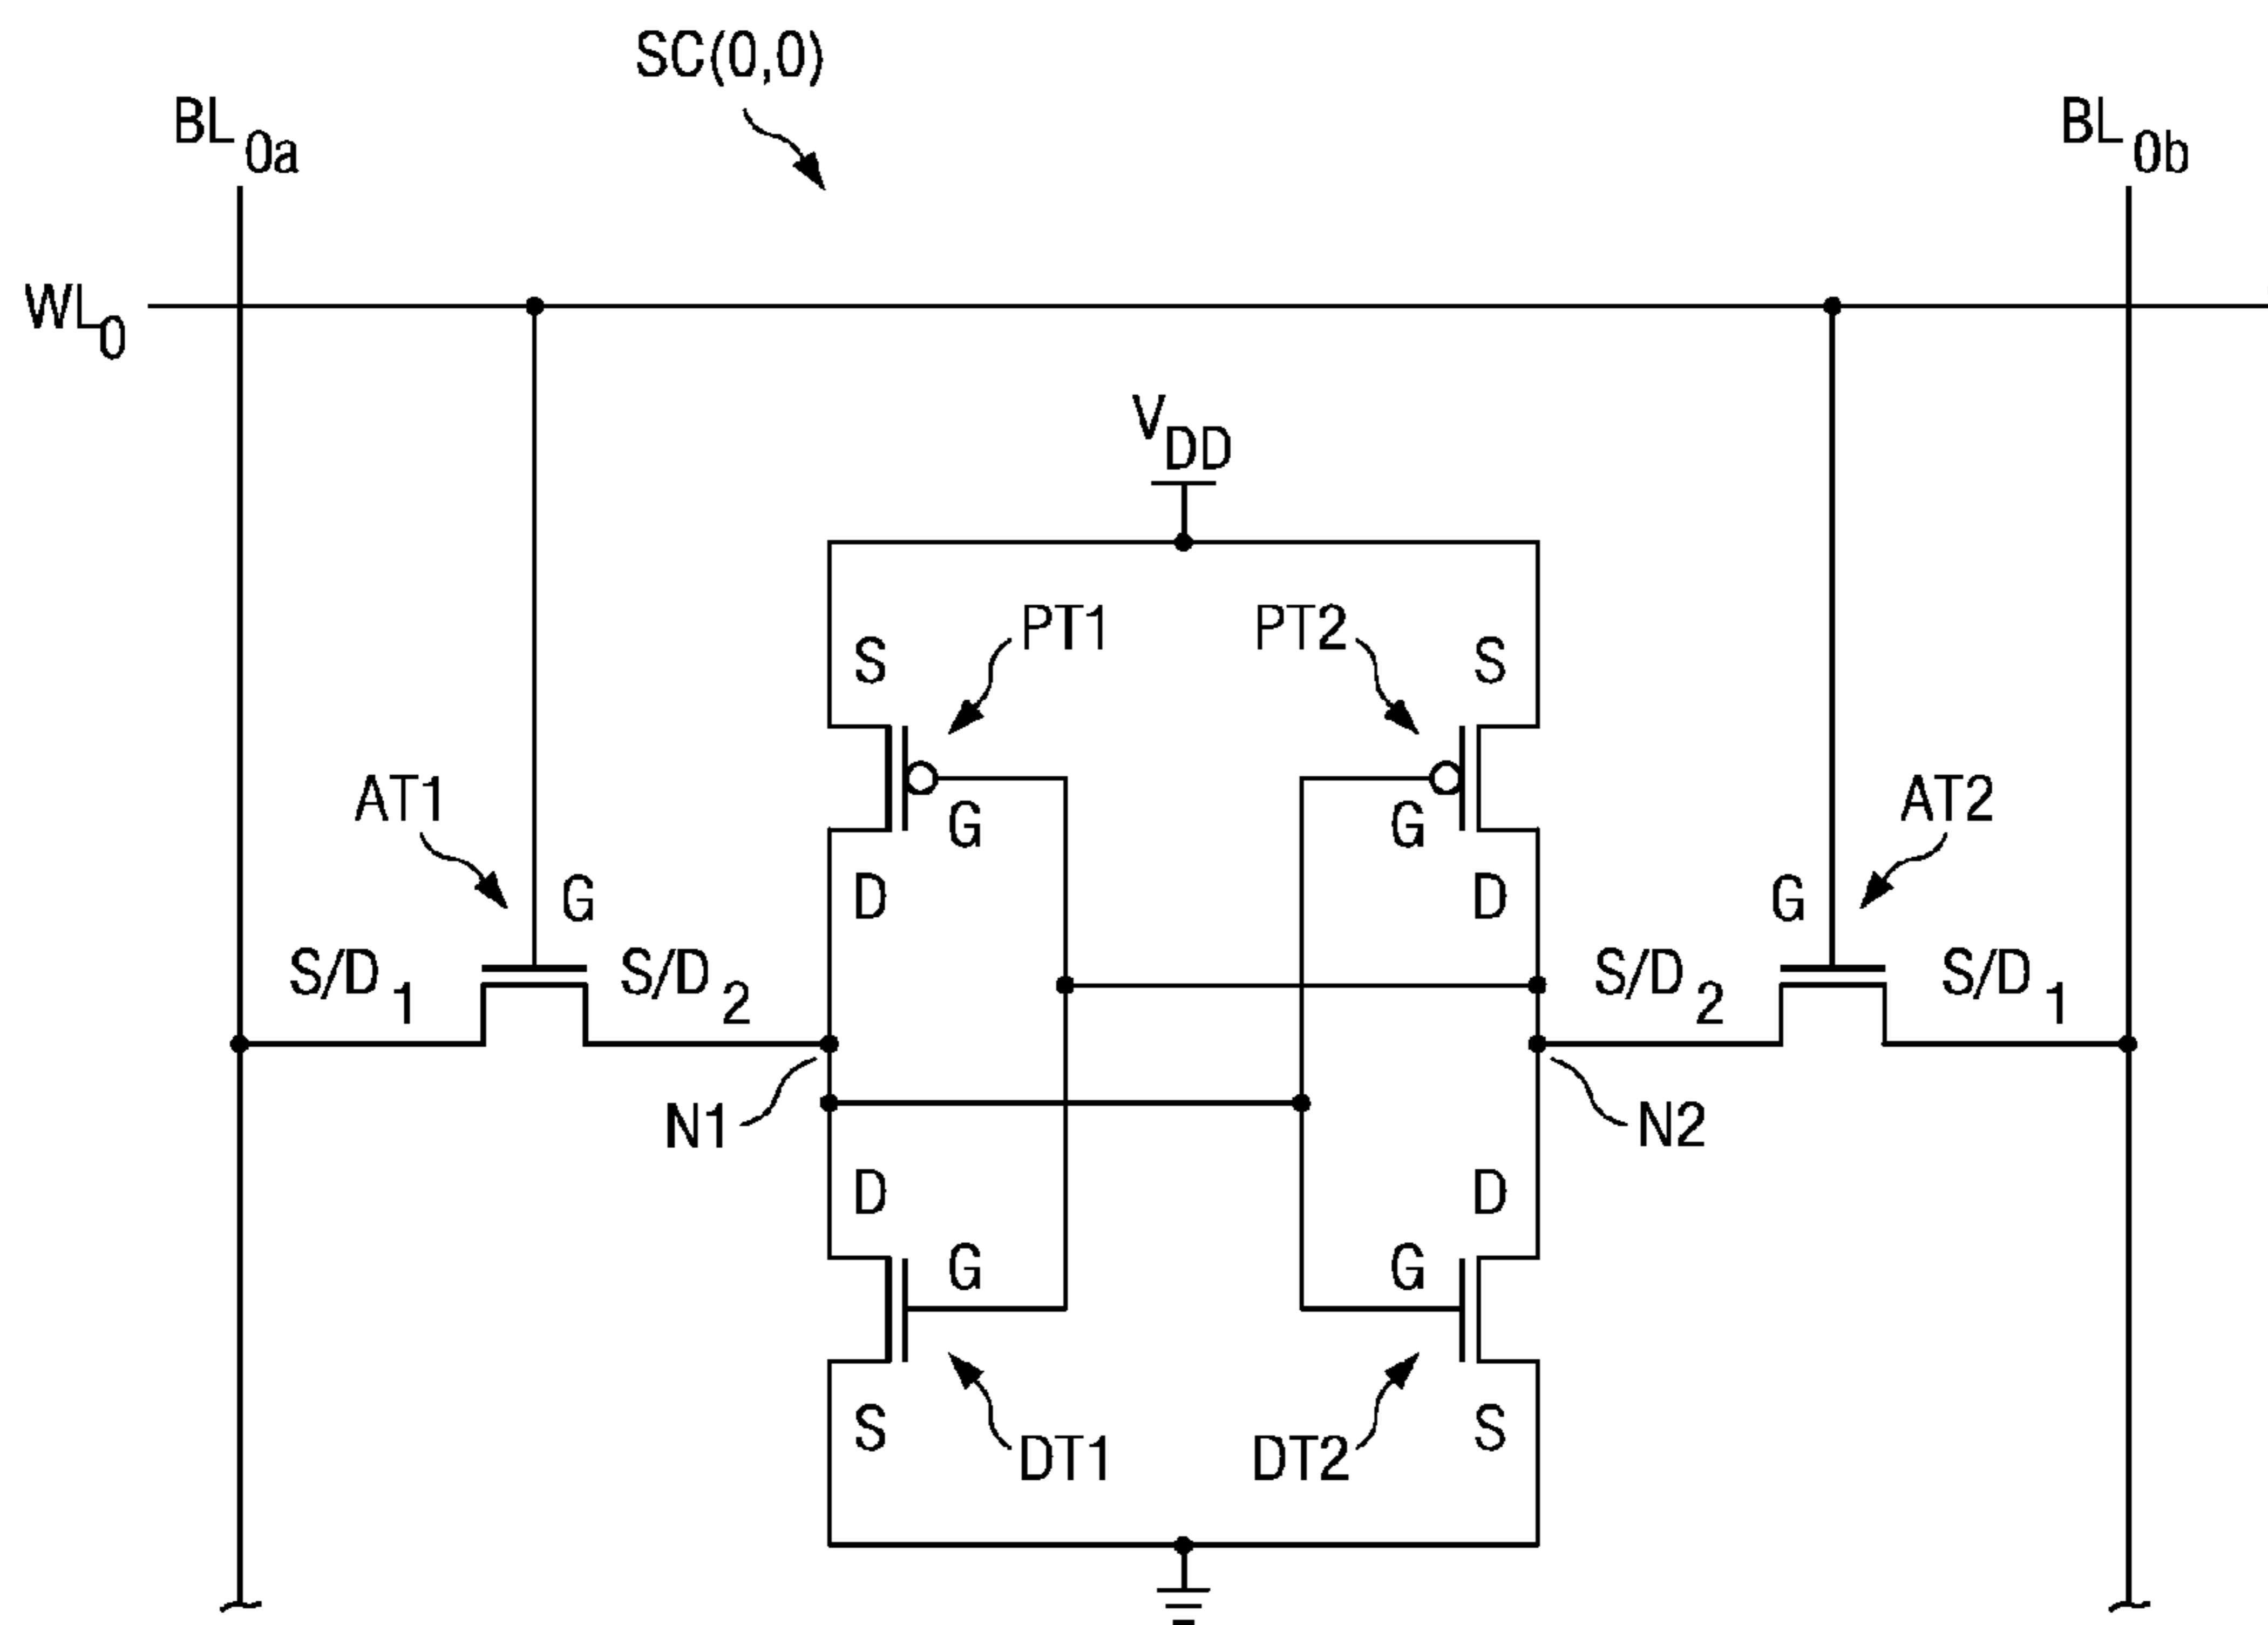 SC(0,0)
BL0a
BL0b
WL0
VDD
PT1
PT2
S
S
AT1
AT2
G
G
D
D
G
G
S/D1
S/D2
S/D2
S/D1
N1
N2
D
D
G
G
S
S
DT1
DT2